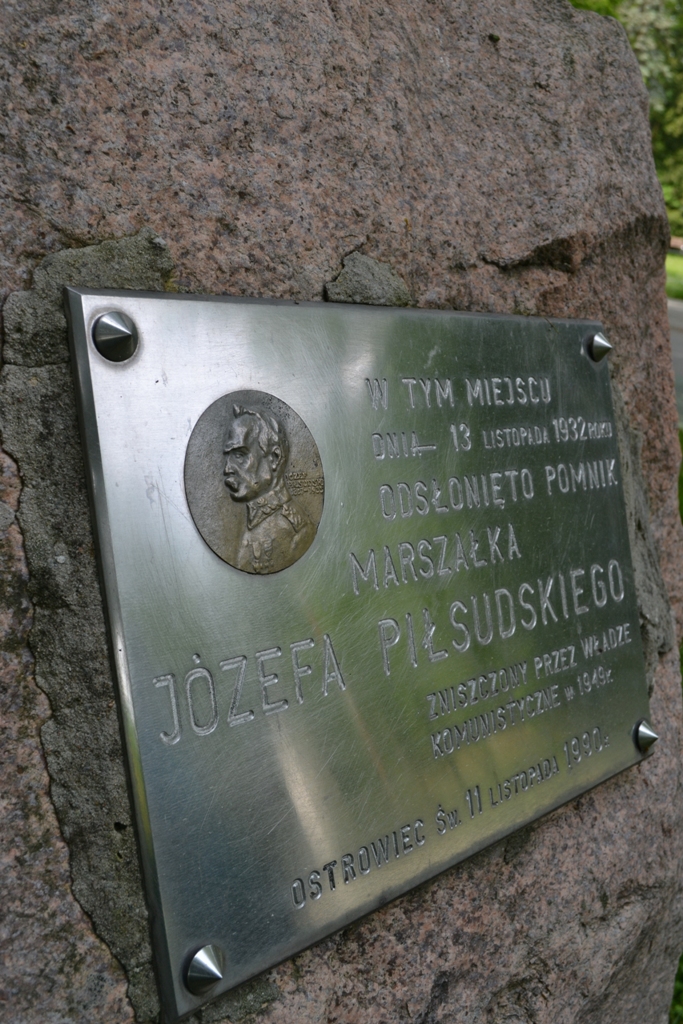 W TYM MIEJSCU
DNIA— 13 LISTOPADA 1932 ROKU
ODSŁONIĘTO POMNIK
MARSZAŁKA
JÓZEFA PIŁSUDSKIEGO
ZNISZCZONY PRZEZ WŁADZE
KOMUNISTYCZNE W 1949R.
OSTROWIEC ŚW. 11 LISTOPADA 1990r.